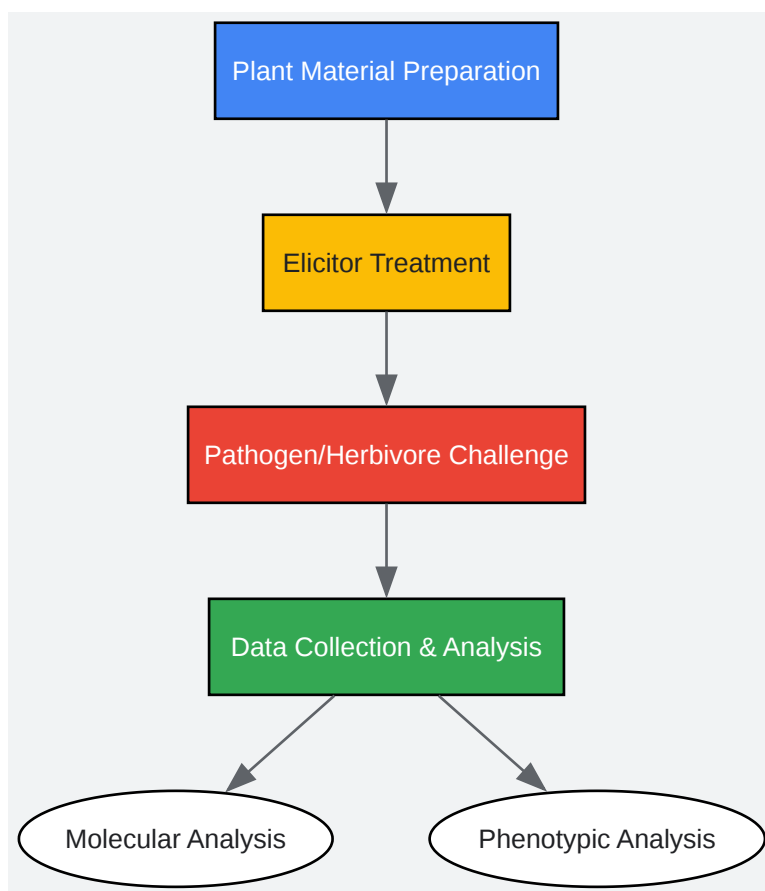 Plant Material Preparation
Elicitor Treatment
Pathogen/Herbivore Challenge
Data Collection & Analysis
Molecular Analysis
Phenotypic Analysis